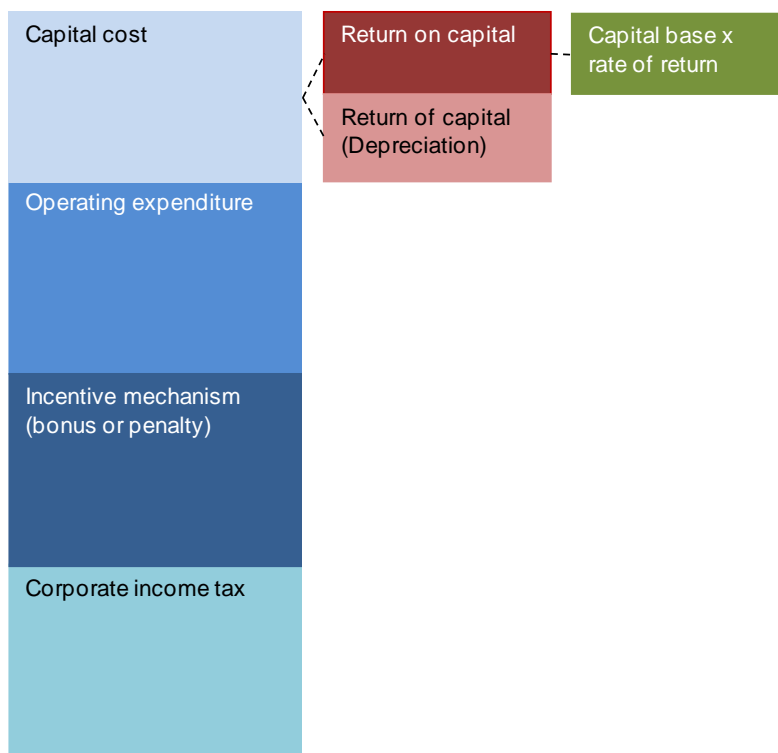 Capital cost
Return on capital
Capital base x
rate of return
Return of capital
(Depreciation)
Operating expenditure
Incentive mechanism
(bonus or penalty)
Corporate income tax